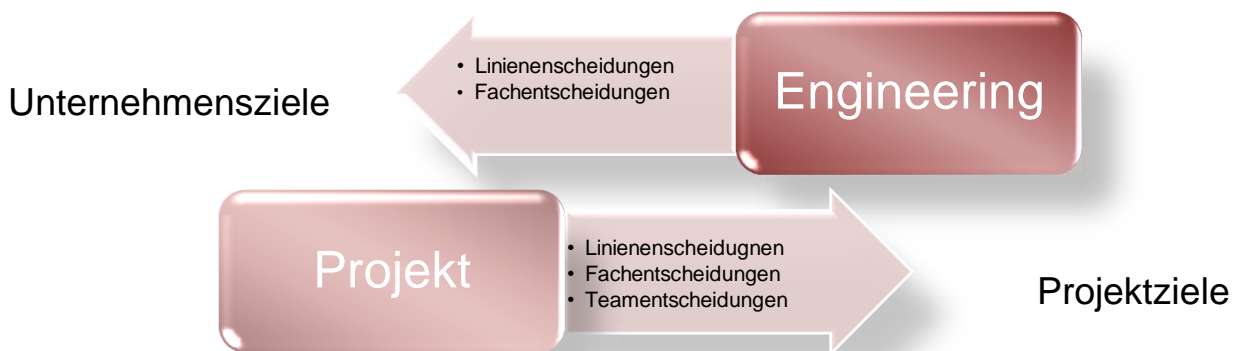 • Linienenscheidungen
• Fachentscheidungen
Engineering
Unternehmensziele
Projekt
• Linienenscheidugnen
• Fachentscheidungen
• Teamentscheidungen
Projektziele